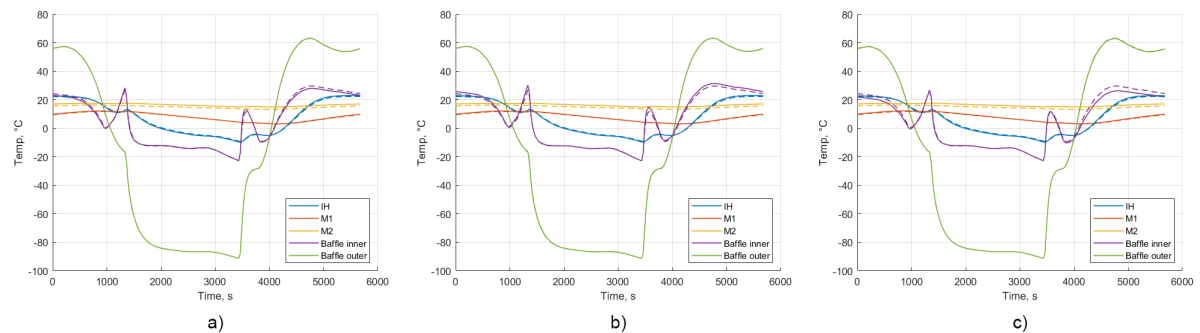 80
60
40
20
0
-20
-40
-60
-80
-100
Temp, °C
0
1000
2000
3000
4000
5000
6000
Time, s
IH
M1
M2
Baffle inner
Baffle outer
a)
80
60
40
20
0
-20
-40
-60
-80
-100
Temp, °C
0
1000
2000
3000
4000
5000
6000
Time, s
IH
M1
M2
Baffle inner
Baffle outer
b)
80
60
40
20
0
-20
-40
-60
-80
-100
Temp, °C
0
1000
2000
3000
4000
5000
6000
Time, s
IH
M1
M2
Baffle inner
Baffle outer
c)